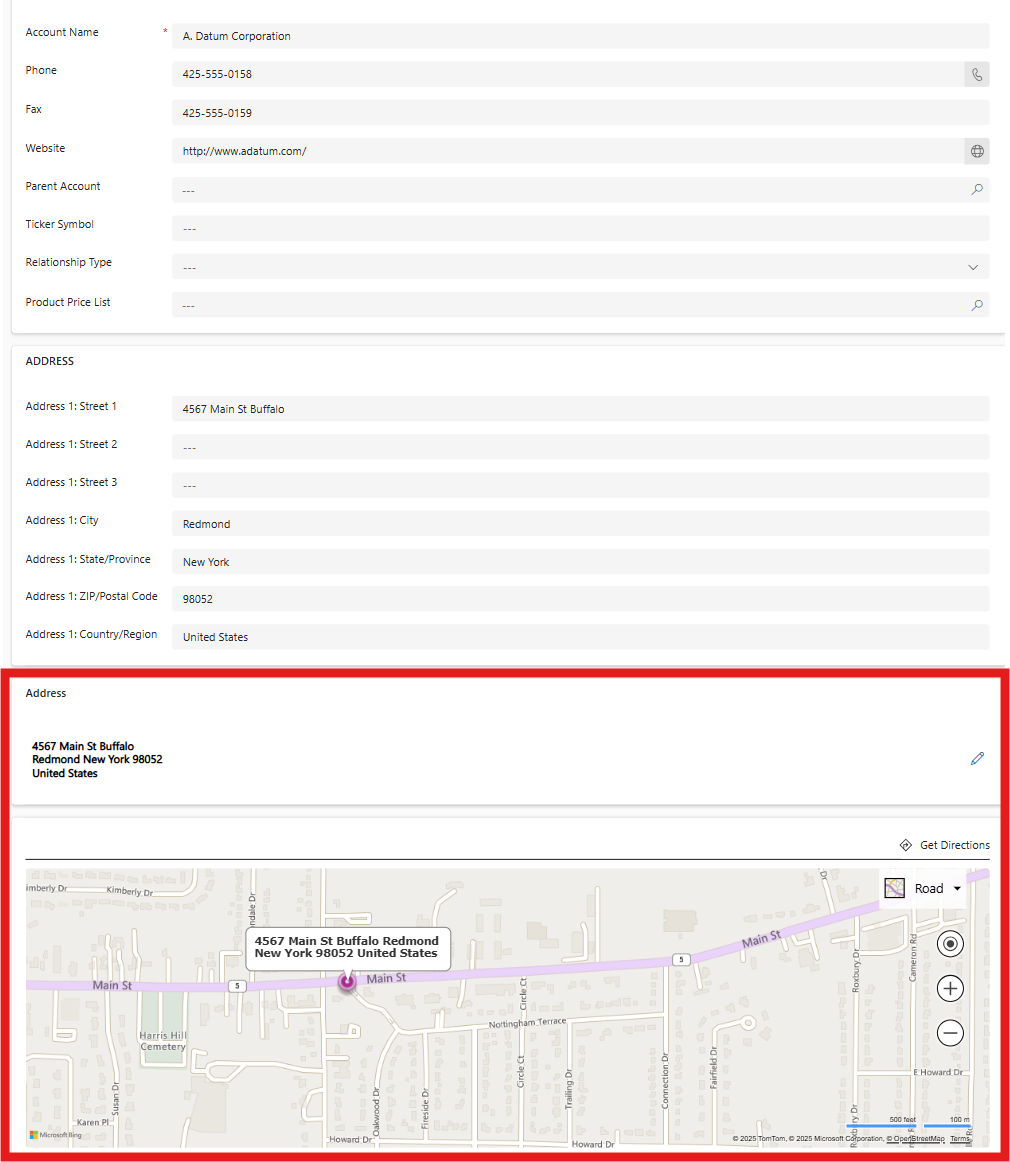 Account Name * A. Datum Corporation
Phone 425-555-0158
Fax 425-555-0159
Website http://www.adatum.com/
Parent Account ---
Ticker Symbol ---
Relationship Type ---
Product Price List ---
ADDRESS
Address 1: Street 1 4567 Main St Buffalo
Address 1: Street 2 ---
Address 1: Street 3 ---
Address 1: City Redmond
Address 1: State/Province New York
Address 1: ZIP/Postal Code 98052
Address 1: Country/Region United States
Address
4567 Main St Buffalo
Redmond New York 98052
United States
Get Directions
Road
imberly Dr
Kimberly Dr
ndale Dr
Dr
4567 Main St Buffalo Redmond
New York 98052 United States
Main St
5
Main St
5
Main St
Roxbury Dr
Cameron Rd
Circle Ct
Nottingham Terrace
Harris Hill
Cemetery
Circle Ct
Trailing Dr
Connection Dr
Fairfield Dr
E Howard Dr
Susan Dr
Karen Pl
Oakwood Dr
Fireside Dr
Roxbury Dr
500 feet
100 m
Microsoft Bing
Howard Dr
Howard Dr
© 2025 TomTom, © 2025 Microsoft Corporation, © OpenStreetMap Terms